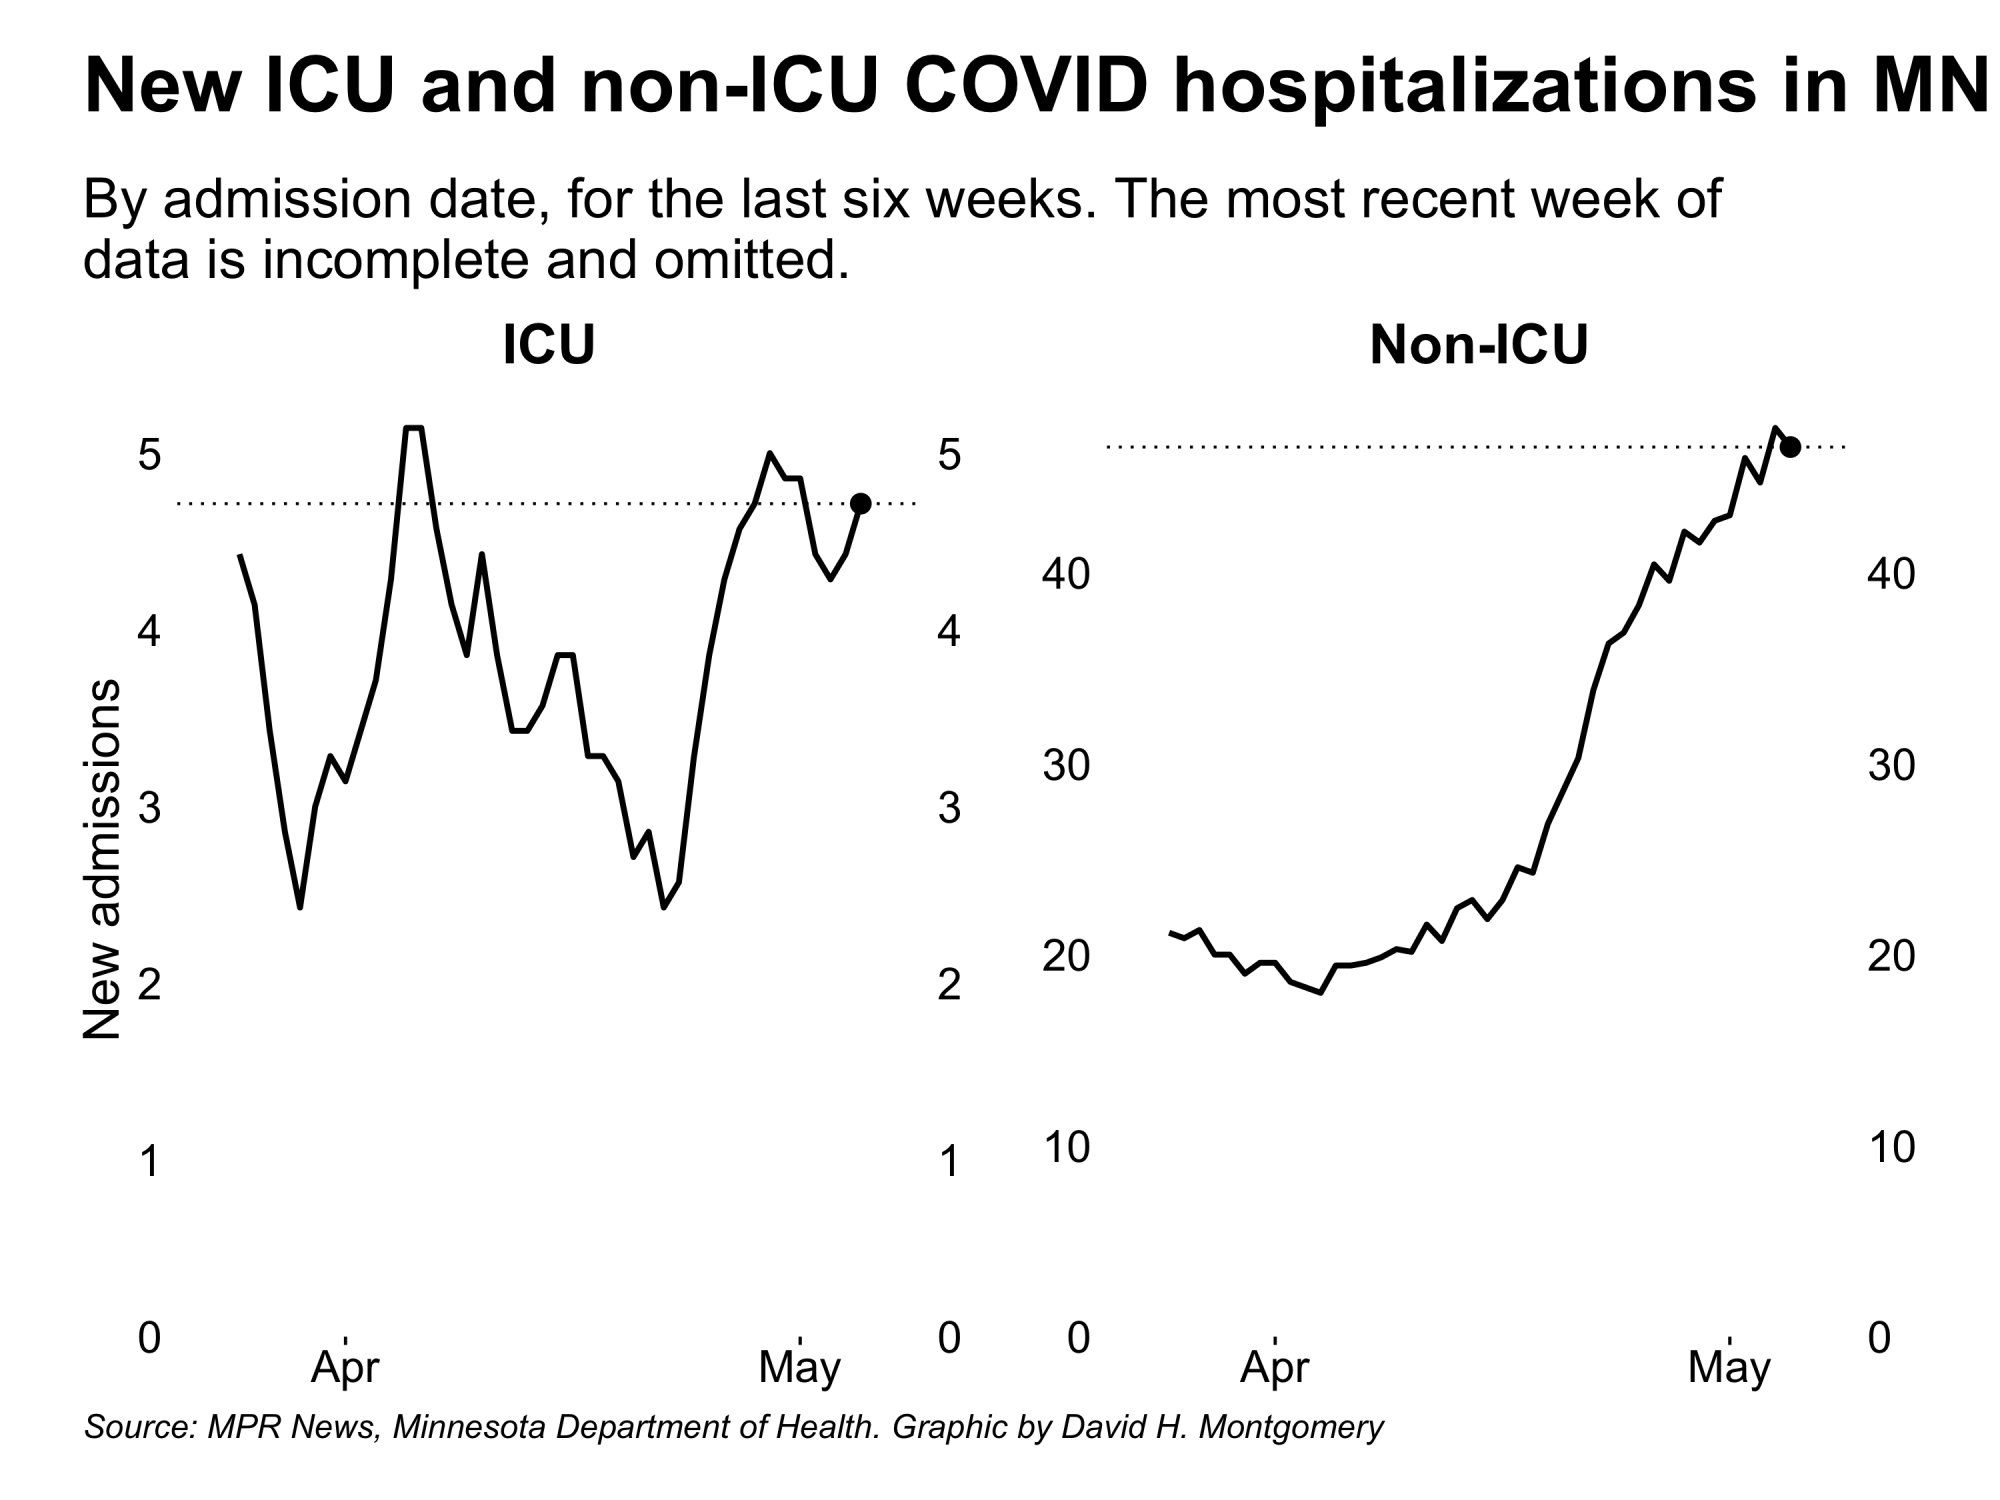 New ICU and non-ICU COVID hospitalizations in MN
By admission date, for the last six weeks. The most recent week of
data is incomplete and omitted.
ICU
Non-ICU
New admissions
5
4
3
2
1
0
5
4
3
2
1
0
Apr
May
40
30
20
10
0
40
30
20
10
0
Apr
May
Source: MPR News, Minnesota Department of Health. Graphic by David H. Montgomery